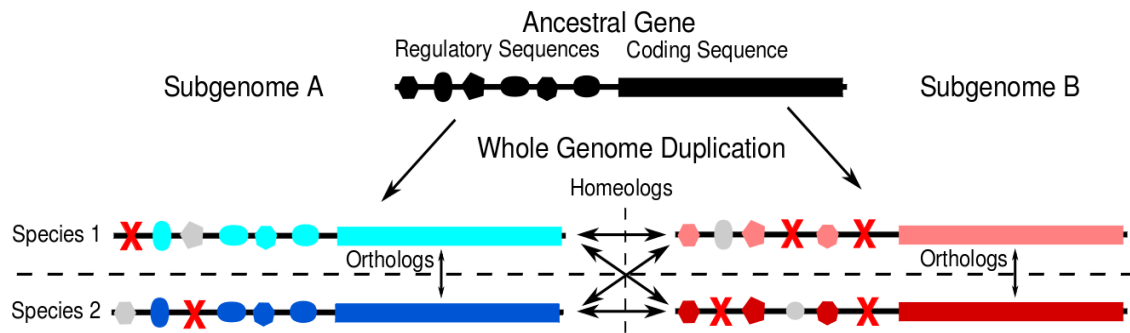 Ancestral Gene
Regulatory Sequences Coding Sequence
Subgenome A Subgenome B
Whole Genome Duplication
Homeologs
Species 1
Orthologs Orthologs
Species 2